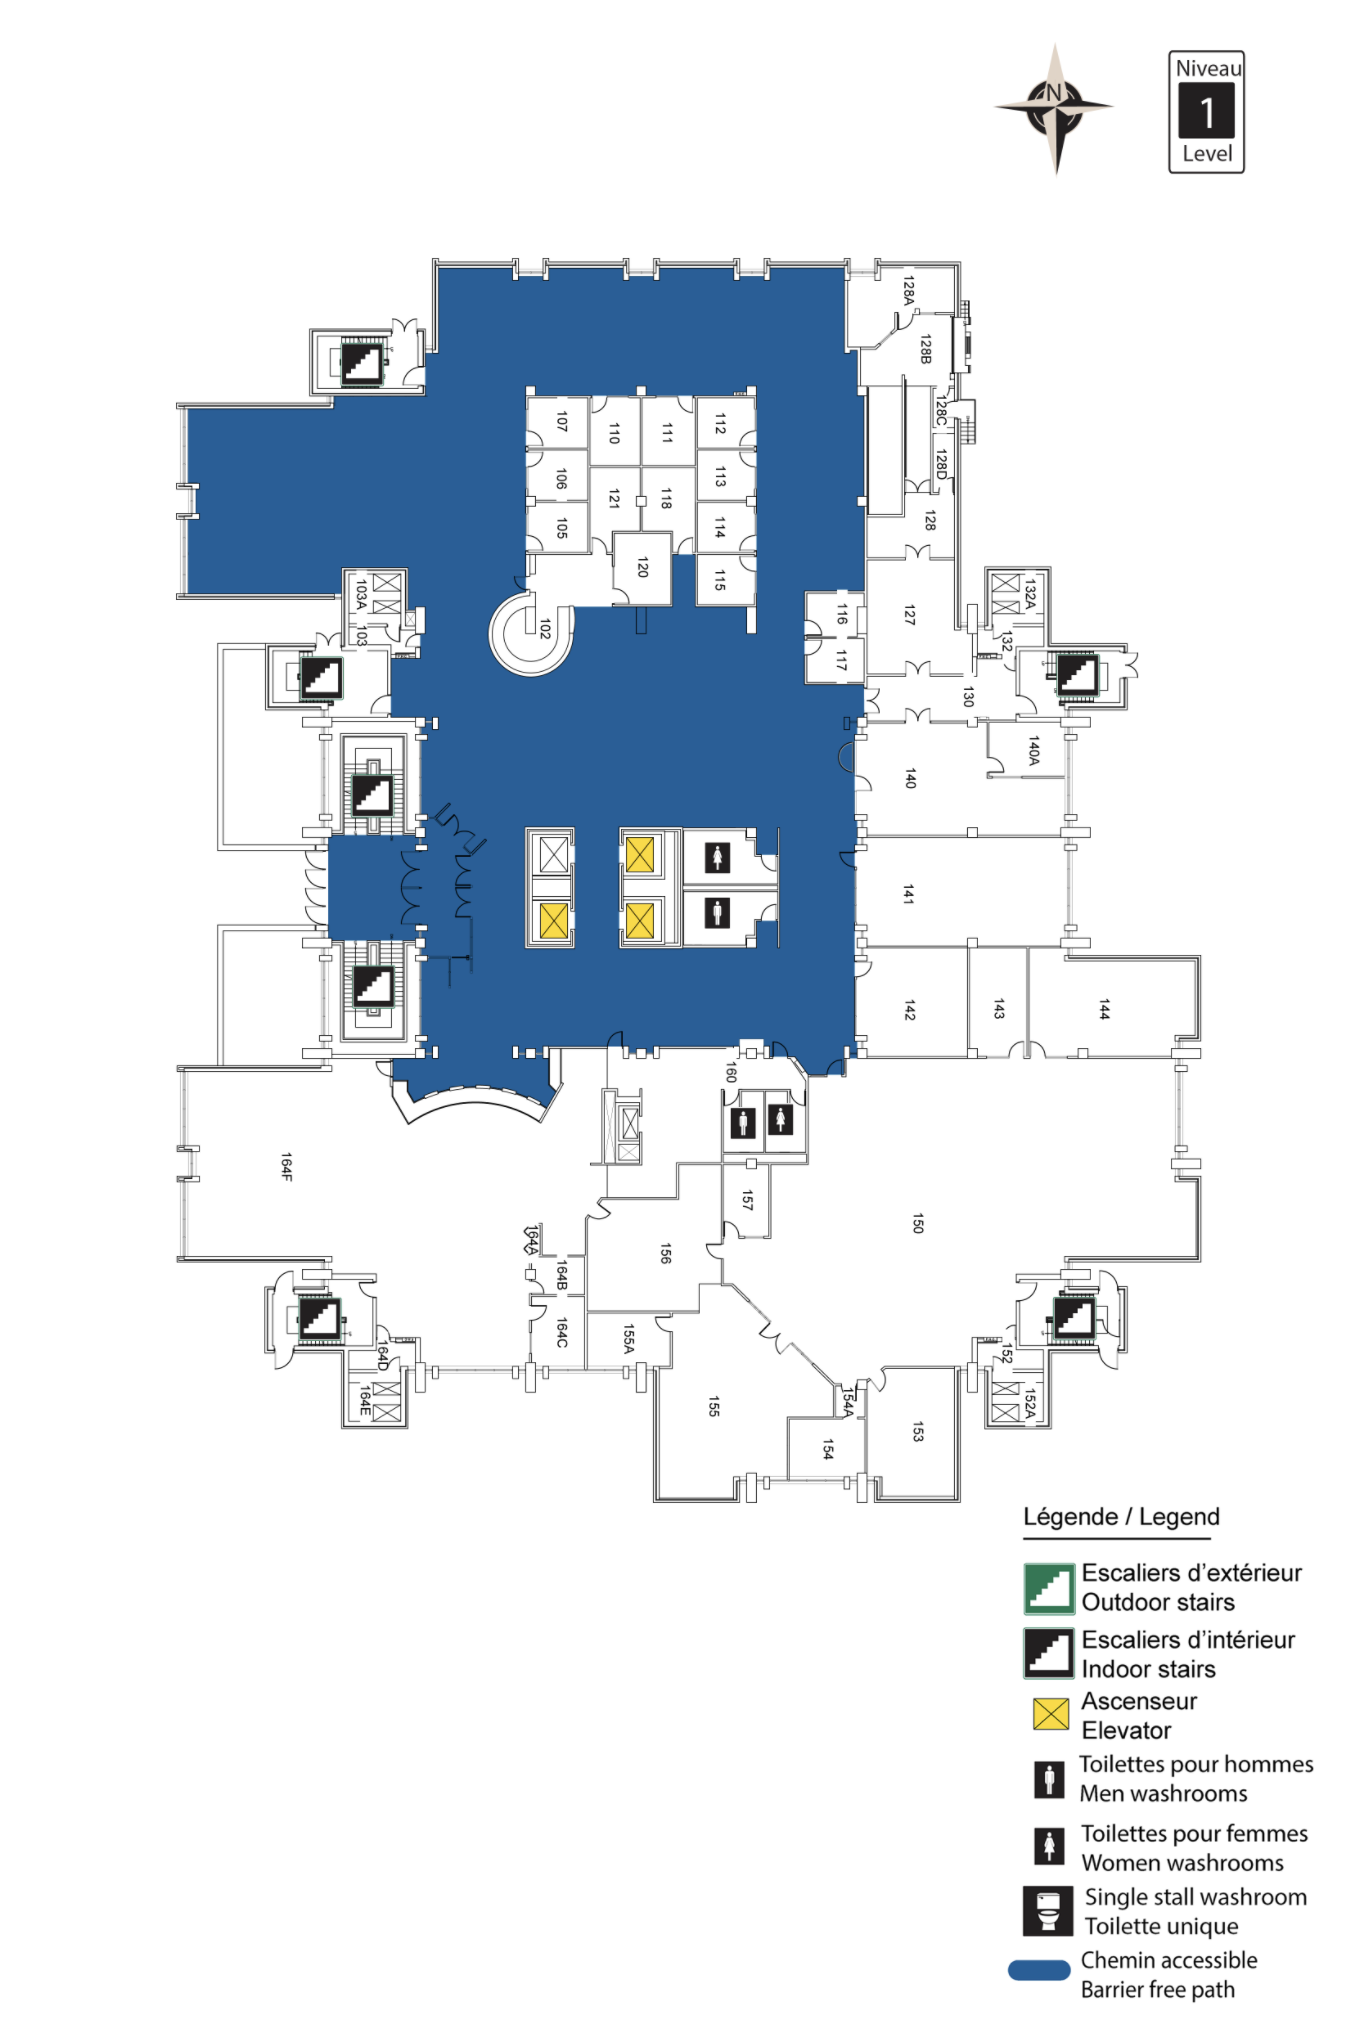 N
Niveau
1
Level
128A
128B
128C
107
110
111
112
106
121
118
113
128D
105
114
128
120
115
103A
132A
102
116
127
103
132
117
130
140A
140
141
142
143
144
160
164F
157
150
164A
156
164B
164C
155A
164D
152
164E
155
154A
152A
154
153
Légende / Legend
Escaliers d'extérieur
Outdoor stairs
Escaliers d'intérieur
Indoor stairs
Ascenseur
Elevator
Toilettes pour hommes
Men washrooms
Toilettes pour femmes
Women washrooms
Single stall washroom
Toilette unique
Chemin accessible
Barrier free path